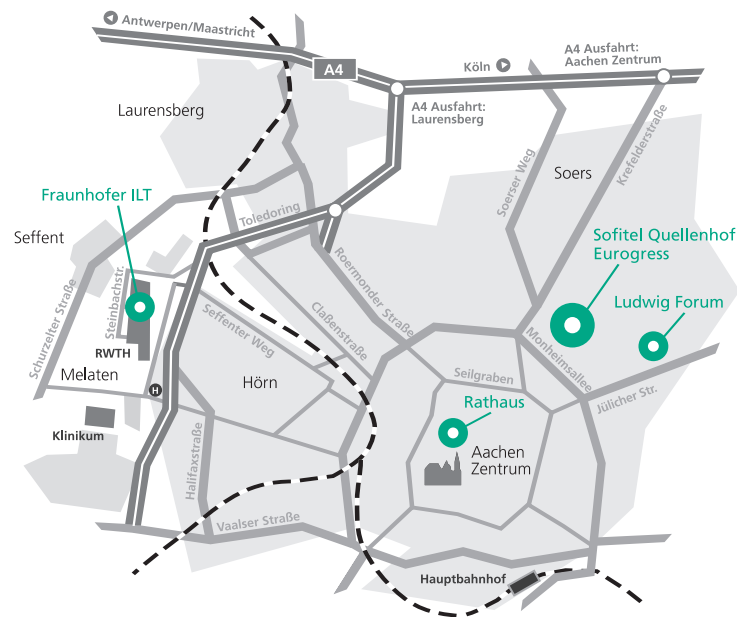 Antwerpen/Maastricht
A4
Köln
A4 Ausfahrt:
Aachen Zentrum
A4 Ausfahrt:
Laurensberg
Laurensberg
Soerser Weg
Soers
Krefelderstraße
Fraunhofer ILT
Toledoring
Seffent
Sofitel Quellenhof
Eurogress
Ludwig Forum
Schurzelter Straße
Steinbachstr.
RWTH
Melaten
Seffenter Weg
Claßenstraße
Roermonder Straße
Monheimsallee
Jülicher Str.
Hörn
Seilgraben
H
Rathaus
Klinikum
Halifaxstraße
Aachen
Zentrum
Vaalser Straße
Hauptbahnhof